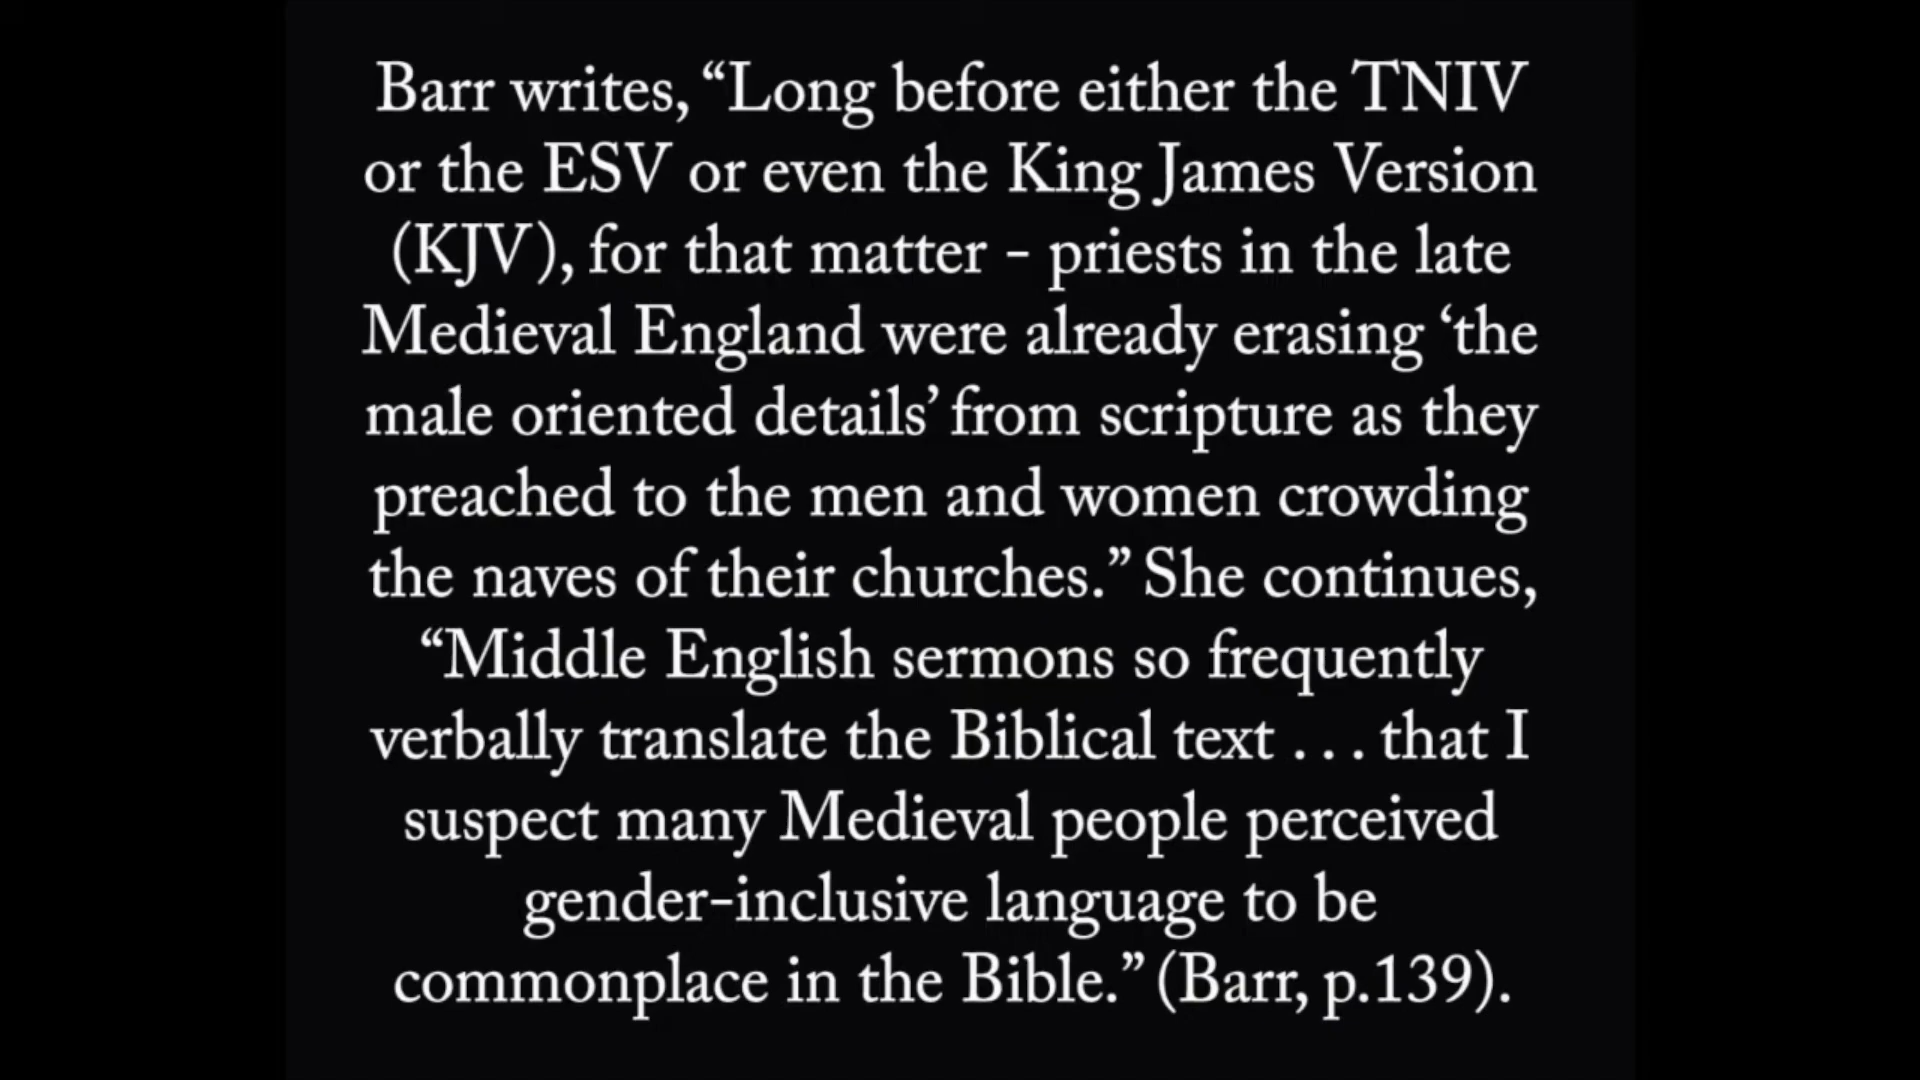 Barr writes, “Long before either the TNIV
or the ESV or even the King James Version
(KJV), for that matter - priests in the late
Medieval England were already erasing ‘the
male oriented details’ from scripture as they
preached to the men and women crowding
the naves of their churches.” She continues,
“Middle English sermons so frequently
verbally translate the Biblical text . . . that I
suspect many Medieval people perceived
gender-inclusive language to be
commonplace in the Bible.” (Barr, p.139).